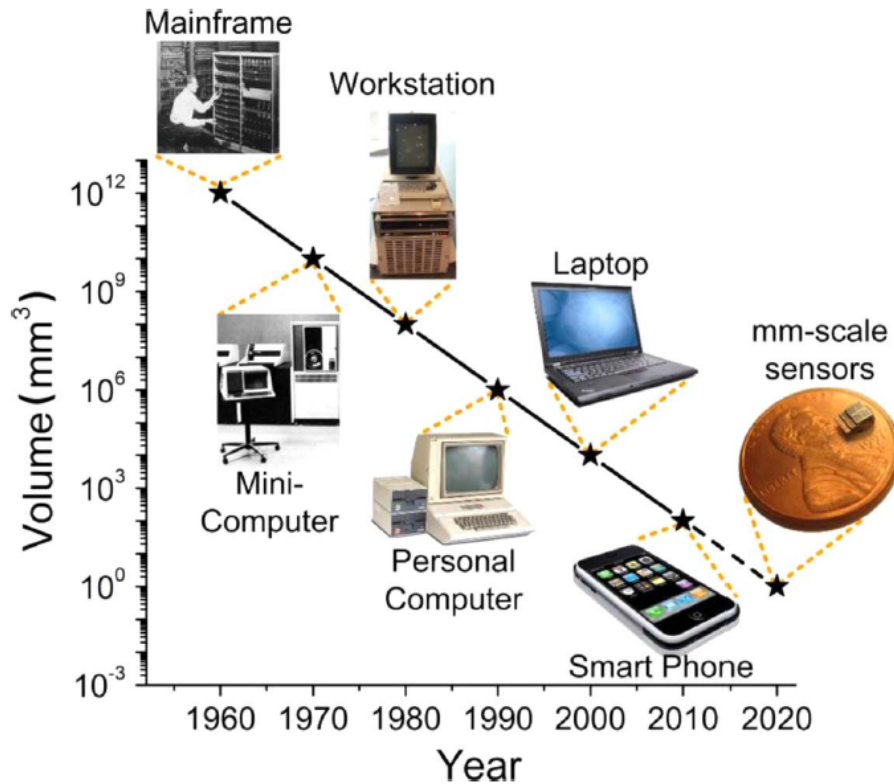 Mainframe
Workstation
Laptop
mm-scale
sensors
Mini-
Computer
Personal
Computer
Smart Phone
Volume (mm³)
10¹²
10⁹
10⁶
10³
10⁰
10⁻³
1960 1970 1980 1990 2000 2010 2020
Year